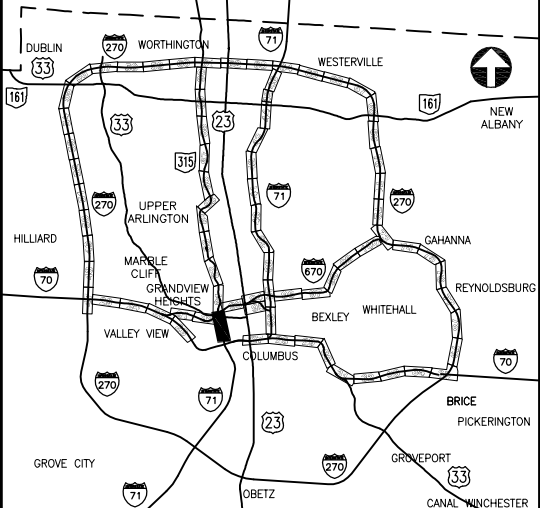 DUBLIN
33
270
WORTHINGTON
71
WESTERVILLE
161
33
23
161
NEW
ALBANY
315
270
71
270
UPPER
ARLINGTON
HILLIARD
GAHANNA
MARBLE
CLIFF
70
670
GRANDVIEW
HEIGHTS
REYNOLDSBURG
BEXLEY
WHITEHALL
VALLEY VIEW
COLUMBUS
70
270
71
BRICE
23
PICKERINGTON
GROVE CITY
270
GROVEPORT
33
71
OBETZ
CANAL WINCHESTER